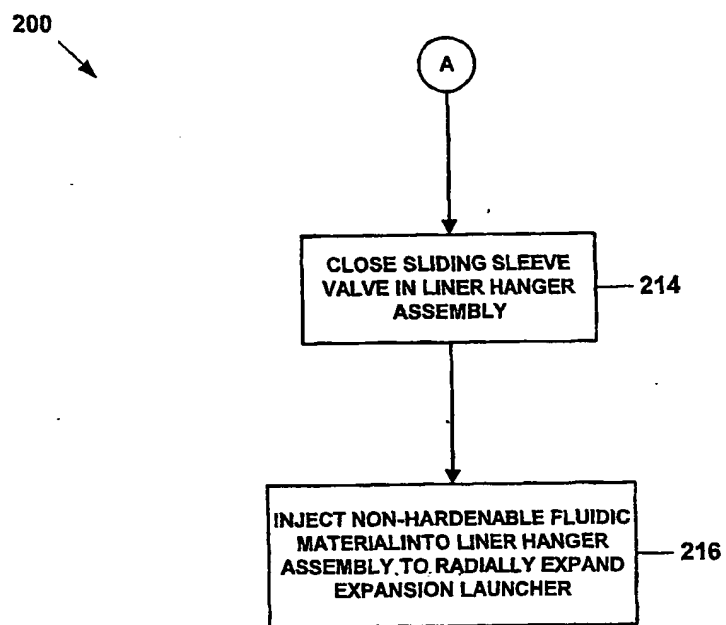 200
A
CLOSE SLIDING SLEEVE
VALVE IN LINER HANGER
ASSEMBLY
214
INJECT NON-HARDENABLE FLUIDIC
MATERIALINTO LINER HANGER
ASSEMBLY, TO RADIALLY EXPAND
EXPANSION LAUNCHER
216